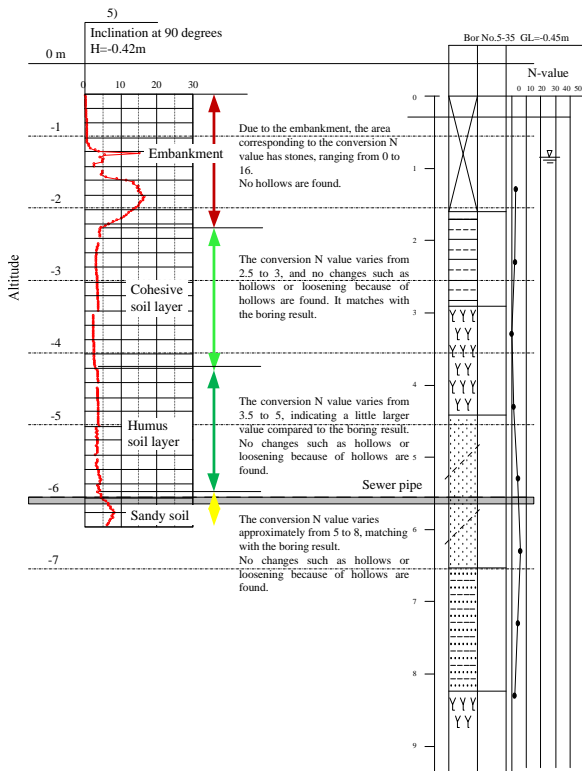 5)
Inclination at 90 degrees
H=-0.42m
0 m
0 10 20 30
Altitude
-1
-2
-3
-4
-5
-6
-7
Embankment
Cohesive
soil layer
Humus
soil layer
Sandy soil
Due to the embankment, the area
corresponding to the conversion N
value has stones, ranging from 0 to
16.
No hollows are found.
The conversion N value varies from
2.5 to 3, and no changes such as
hollows or loosening because of
hollows are found. It matches with
the boring result.
The conversion N value varies from
3.5 to 5, indicating a little larger
value compared to the boring result.
No changes such as hollows or
loosening because of hollows are
found.
Sewer pipe
The conversion N value varies
approximately from 5 to 8, matching
with the boring result.
No changes such as hollows or
loosening because of hollows are
found.
Bor No.5-35 GL=-0.45m
N-value
0 10 20 30 40 50
0
1
2
3
4
5
6
7
8
9